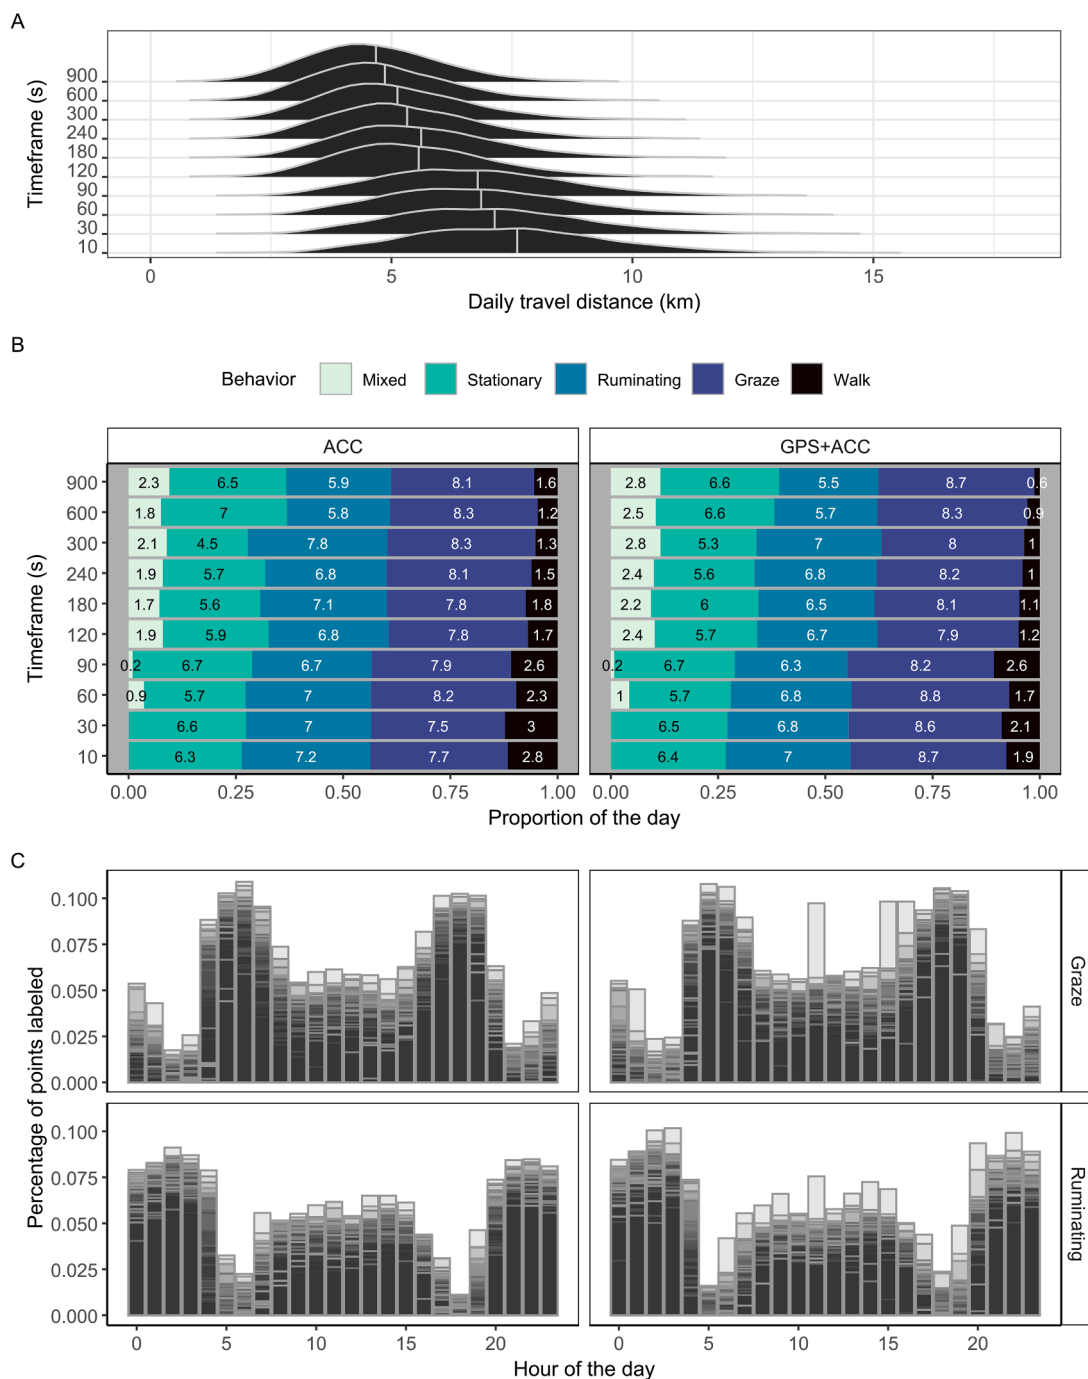 A
Timeframe (s)
900
600
300
240
180
120
90
60
30
10
0 5 10 15
Daily travel distance (km)
B
Behavior Mixed Stationary Ruminating Graze Walk
ACC GPS+ACC
Timeframe (s)
900 2.3 6.5 5.9 8.1 1.6 2.8 6.6 5.5 8.7 0.6
600 1.8 7 5.8 8.3 1.2 2.5 6.6 5.7 8.3 0.9
300 2.1 4.5 7.8 8.3 1.3 2.8 5.3 7 8 1
240 1.9 5.7 6.8 8.1 1.5 2.4 5.6 6.8 8.2 1
180 1.7 5.6 7.1 7.8 1.8 2.2 6 6.5 8.1 1.1
120 1.9 5.9 6.8 7.8 1.7 2.4 5.7 6.7 7.9 1.2
90 0.2 6.7 6.7 7.9 2.6 0.2 6.7 6.3 8.2 2.6
60 0.9 5.7 7 8.2 2.3 1 5.7 6.8 8.8 1.7
30 6.6 7 7.5 3 6.5 6.8 8.6 2.1
10 6.3 7.2 7.7 2.8 6.4 7 8.7 1.9
0.00 0.25 0.50 0.75 1.00 0.00 0.25 0.50 0.75 1.00
Proportion of the day
C
Percentage of points labeled
0.100
0.075
0.050
0.025
0.000
Graze
0.100
0.075
0.050
0.025
0.000
Ruminating
0 5 10 15 20 0 5 10 15 20
Hour of the day